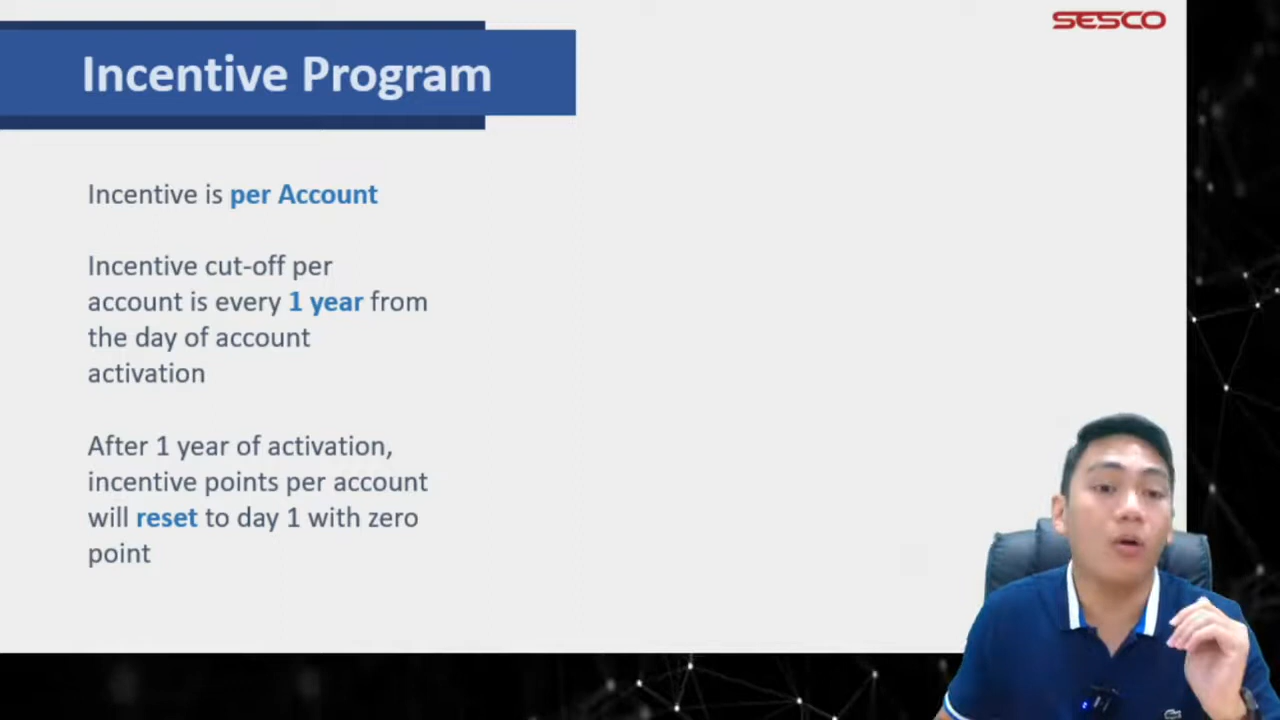 SESCO
Incentive Program
Incentive is per Account
Incentive cut-off per
account is every 1 year from
the day of account
activation
After 1 year of activation,
incentive points per account
will reset to day 1 with zero
point